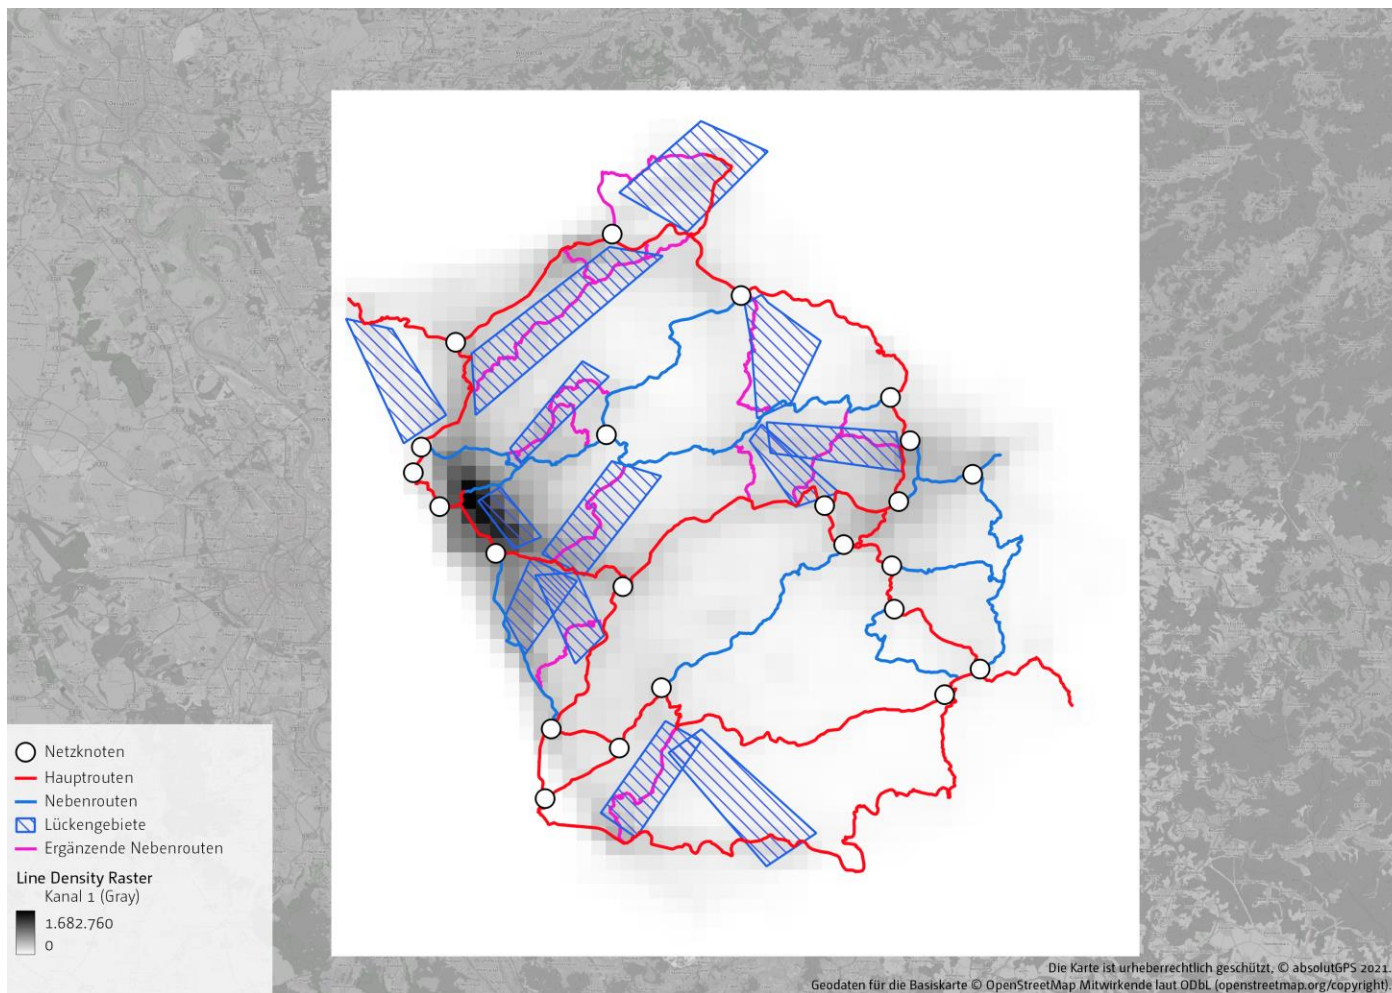 Netzknoten
Hauptrouten
Nebenrouten
Lückengebiete
Ergänzende Nebenrouten
Line Density Raster
Kanal 1 (Gray)
1.682.760
0
Die Karte ist urheberrechtlich geschützt, © absolutGPS 2021.
Geodaten für die Basiskarte © OpenStreetMap Mitwirkende laut ODbL (openstreetmap.org/copyright).